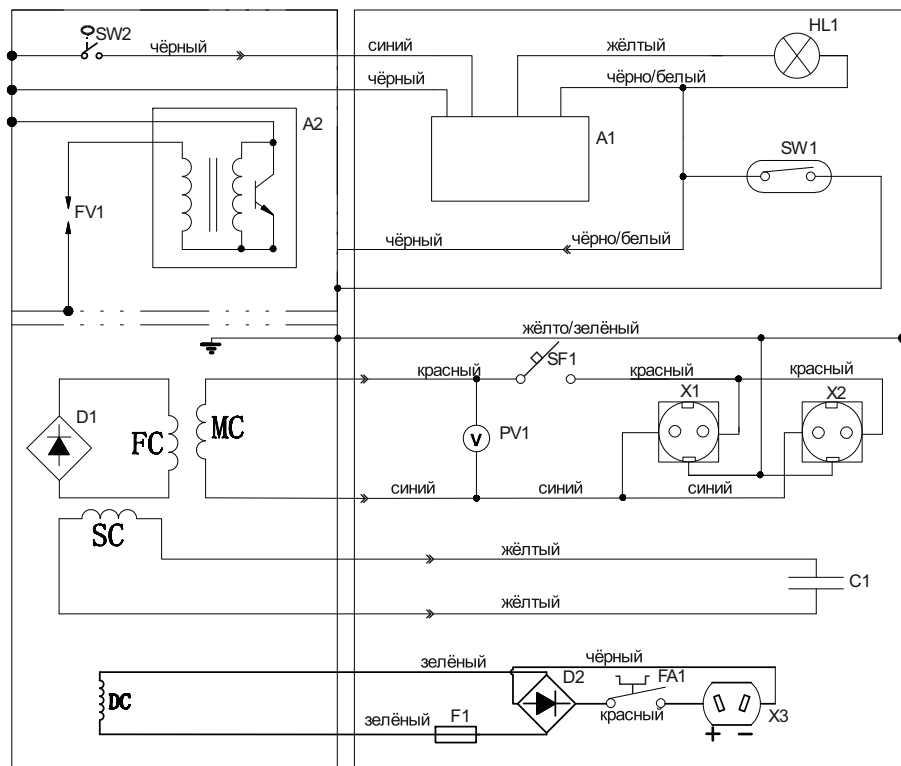 SW2
чёрный
синий
жёлтый
HL1
чёрный
чёрно/белый
A2
A1
SW1
FV1
чёрный
чёрно/белый
жёлто/зелёный
красный
SF1
красный
красный
D1
FC
MC
PV1
V
X1
X2
синий
синий
синий
SC
жёлтый
C1
жёлтый
зелёный
чёрный
D2
FA1
DC
зелёный
F1
красный
X3
+ −